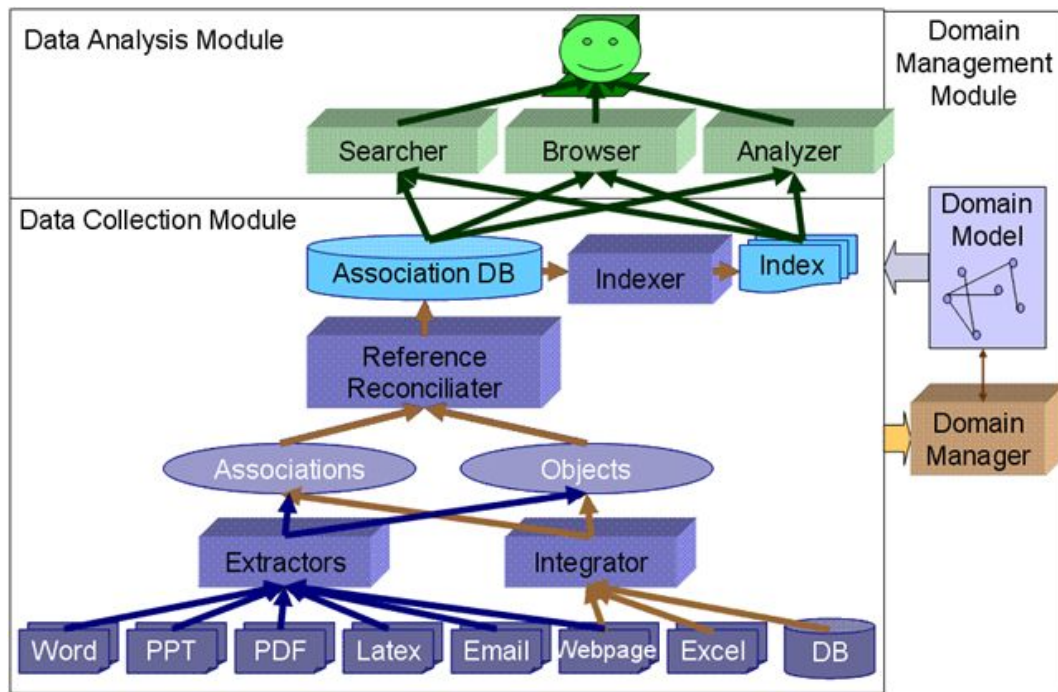 Data Analysis Module
Domain
Management
Module
Searcher
Browser
Analyzer
Data Collection Module
Domain
Model
Association DB
Indexer
Index
Reference
Reconciliater
Domain
Manager
Associations
Objects
Extractors
Integrator
Word
PPT
PDF
Latex
Email
Webpage
Excel
DB